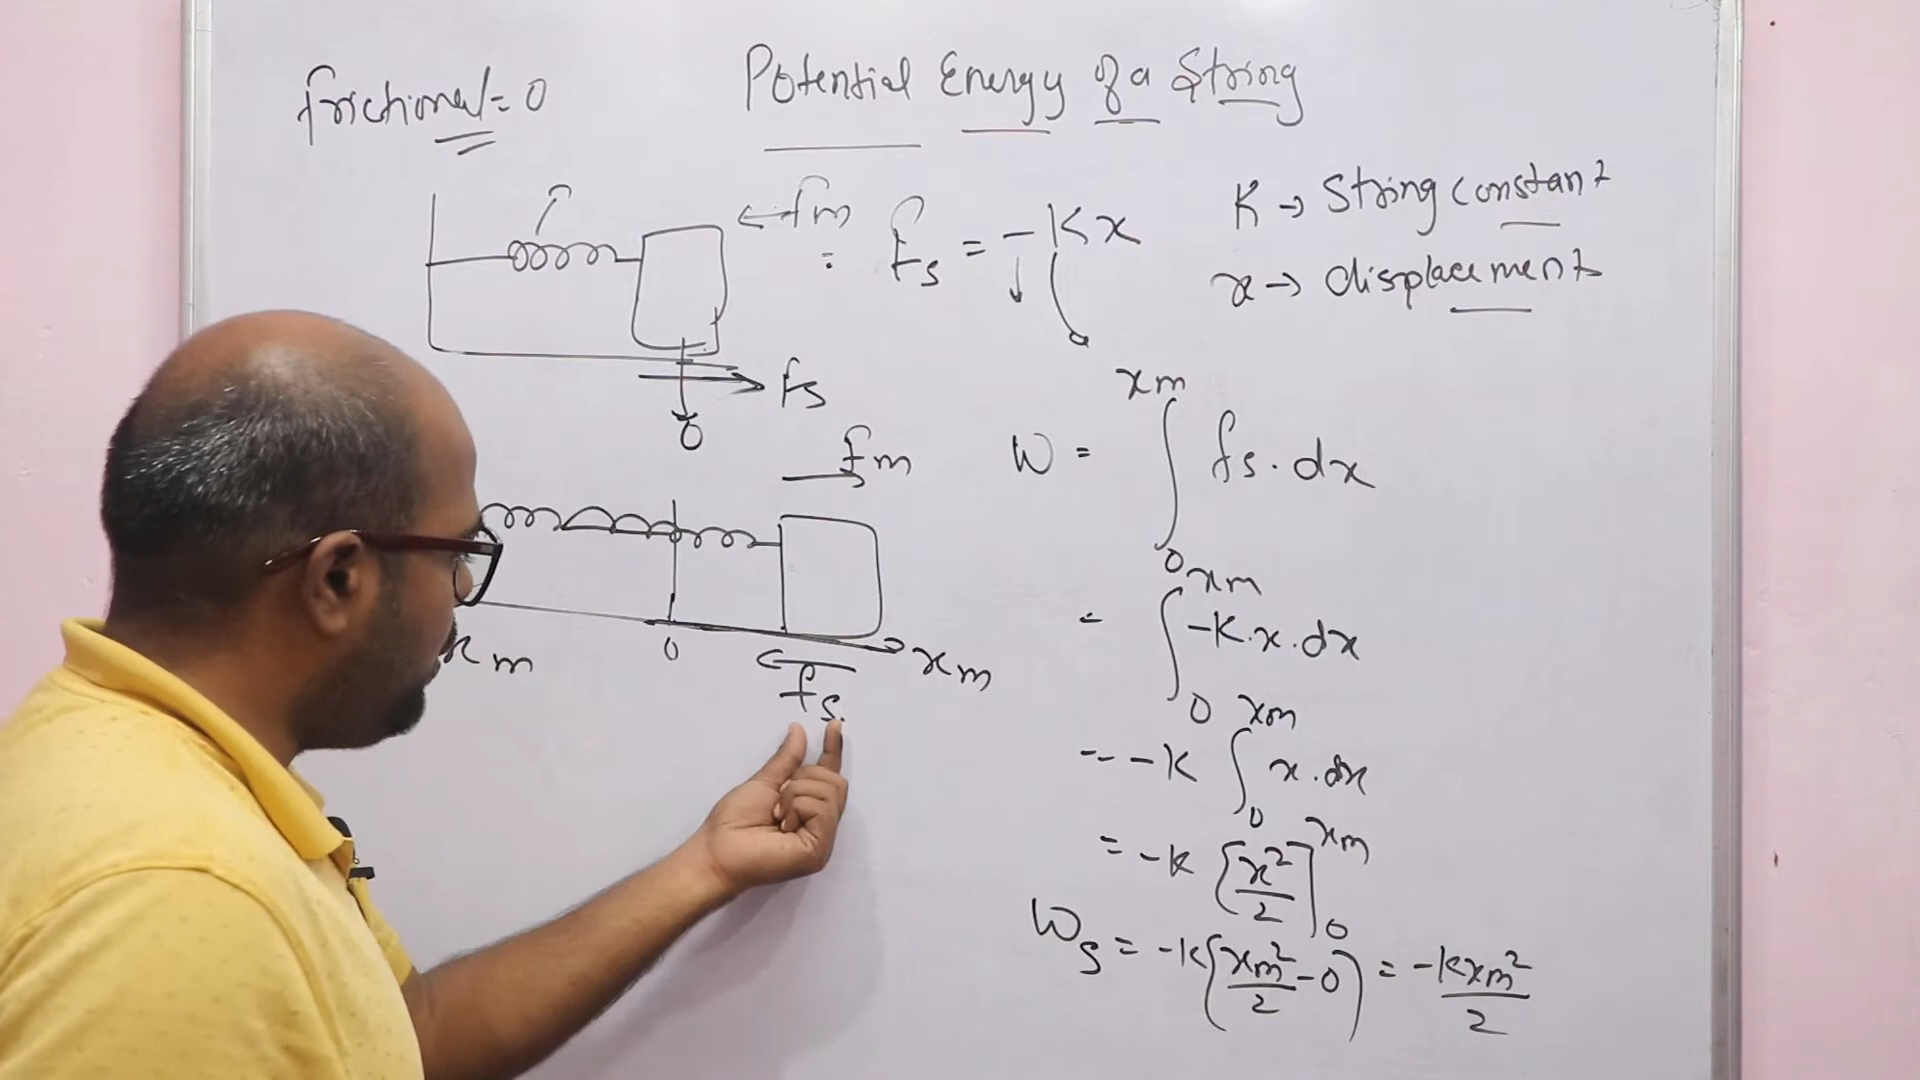 frictional = 0
Potential Energy of a String
← fm
fs = -Kx
K → String constant
x → displacement
fs
0
fm
xm 0 xm
fs
W = ∫₀^xm fs · dx
= ∫₀^xm -K.x.dx
= -K ∫₀^xm x.dx
= -K [x²/2]₀^xm
Ws = -K(xm²/2 - 0) = -Kxm²/2